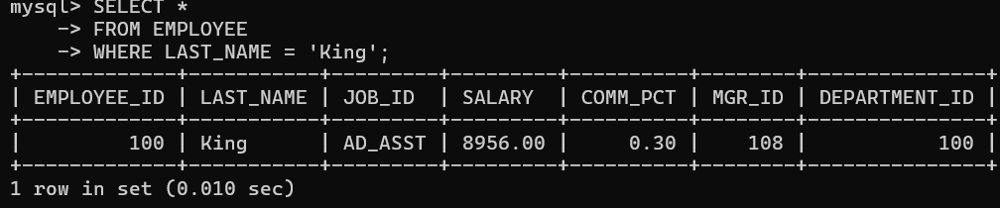 mysql> SELECT *
    -> FROM EMPLOYEE
    -> WHERE LAST_NAME = 'King';
+-------------+-----------+---------+---------+----------+--------+---------------+
| EMPLOYEE_ID | LAST_NAME | JOB_ID  | SALARY  | COMM_PCT | MGR_ID | DEPARTMENT_ID |
+-------------+-----------+---------+---------+----------+--------+---------------+
|         100 | King      | AD_ASST | 8956.00 |     0.30 |    108 |           100 |
+-------------+-----------+---------+---------+----------+--------+---------------+
1 row in set (0.010 sec)